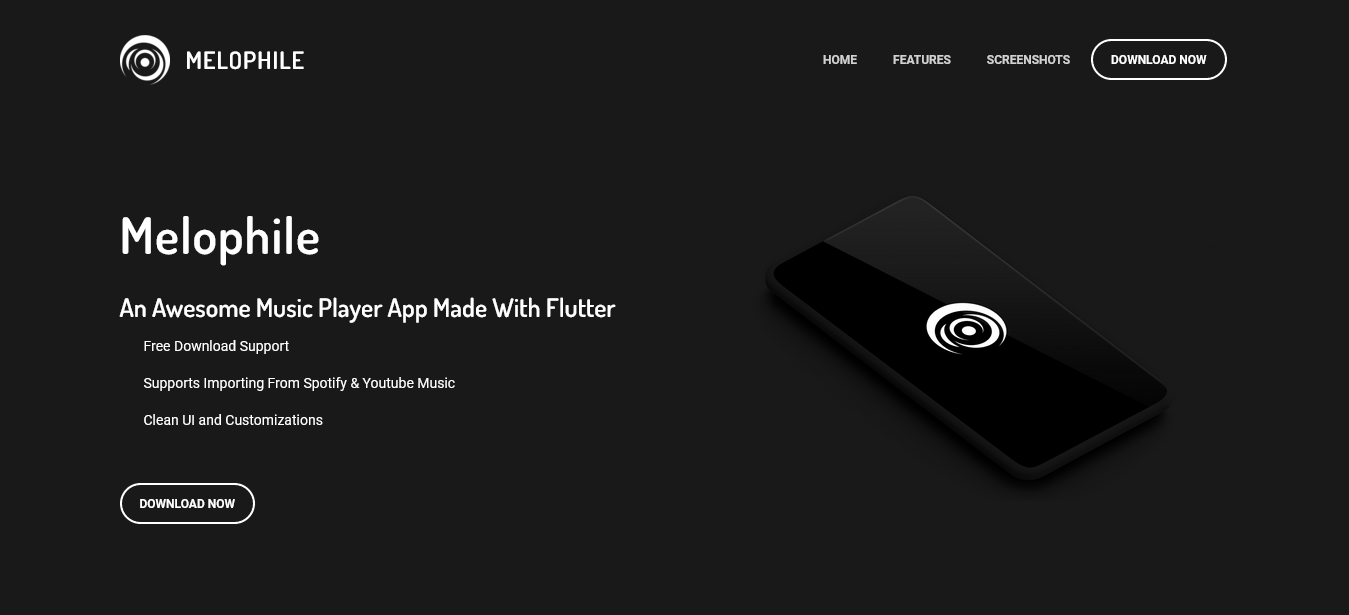 MELOPHILE
HOME
FEATURES
SCREENSHOTS
DOWNLOAD NOW
Melophile
An Awesome Music Player App Made With Flutter
Free Download Support
Supports Importing From Spotify & Youtube Music
Clean UI and Customizations
DOWNLOAD NOW